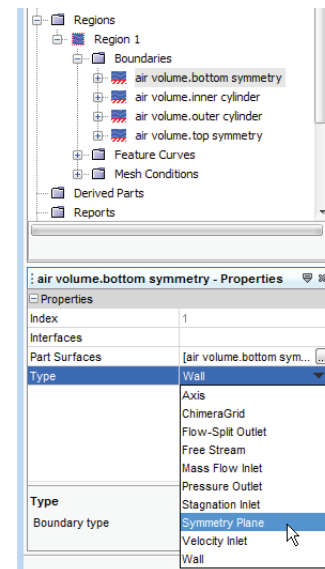 Regions
Region 1
Boundaries
air volume.bottom symmetry
air volume.inner cylinder
air volume.outer cylinder
air volume.top symmetry
Feature Curves
Mesh Conditions
Derived Parts
Reports
air volume.bottom symmetry - Properties
Properties
Index 1
Interfaces
Part Surfaces [air volume.bottom sym... ...
Type Wall
Axis
ChimeraGrid
Flow-Split Outlet
Free Stream
Mass Flow Inlet
Pressure Outlet
Stagnation Inlet
Symmetry Plane
Velocity Inlet
Wall
Type
Boundary type